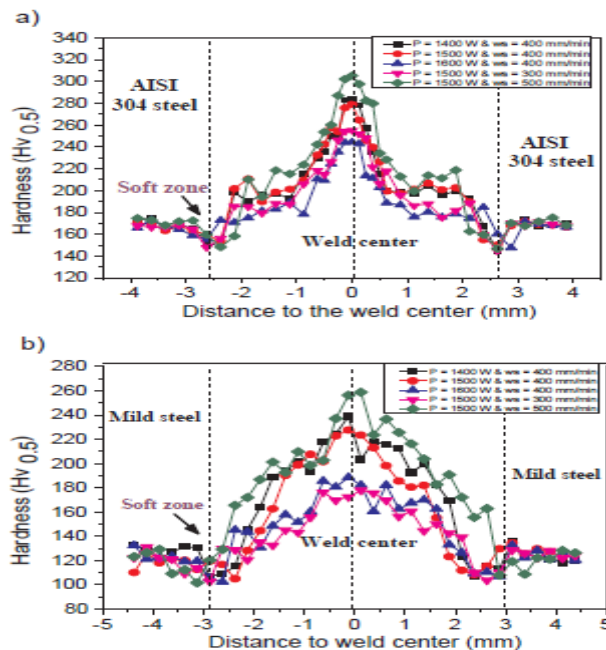 a)
340
320
300
280
260
240
220
200
180
160
140
120
Hardness (Hv0.5)
P = 1400 W & ws = 400 mm/min
P = 1500 W & ws = 400 mm/min
P = 1600 W & ws = 400 mm/min
P = 1500 W & ws = 300 mm/min
P = 1500 W & ws = 500 mm/min
AISI
304 steel
AISI
304 steel
Soft zone
Weld center
-4 -3 -2 -1 0 1 2 3 4
Distance to the weld center (mm)
b)
280
260
240
220
200
180
160
140
120
100
80
Hardness (Hv0.5)
P = 1400 W & ws = 400 mm/min
P = 1500 W & ws = 400 mm/min
P = 1600 W & ws = 400 mm/min
P = 1500 W & ws = 300 mm/min
P = 1500 W & ws = 500 mm/min
Mild steel
Mild steel
Soft zone
Weld center
-5 -4 -3 -2 -1 0 1 2 3 4 5
Distance to weld center (mm)